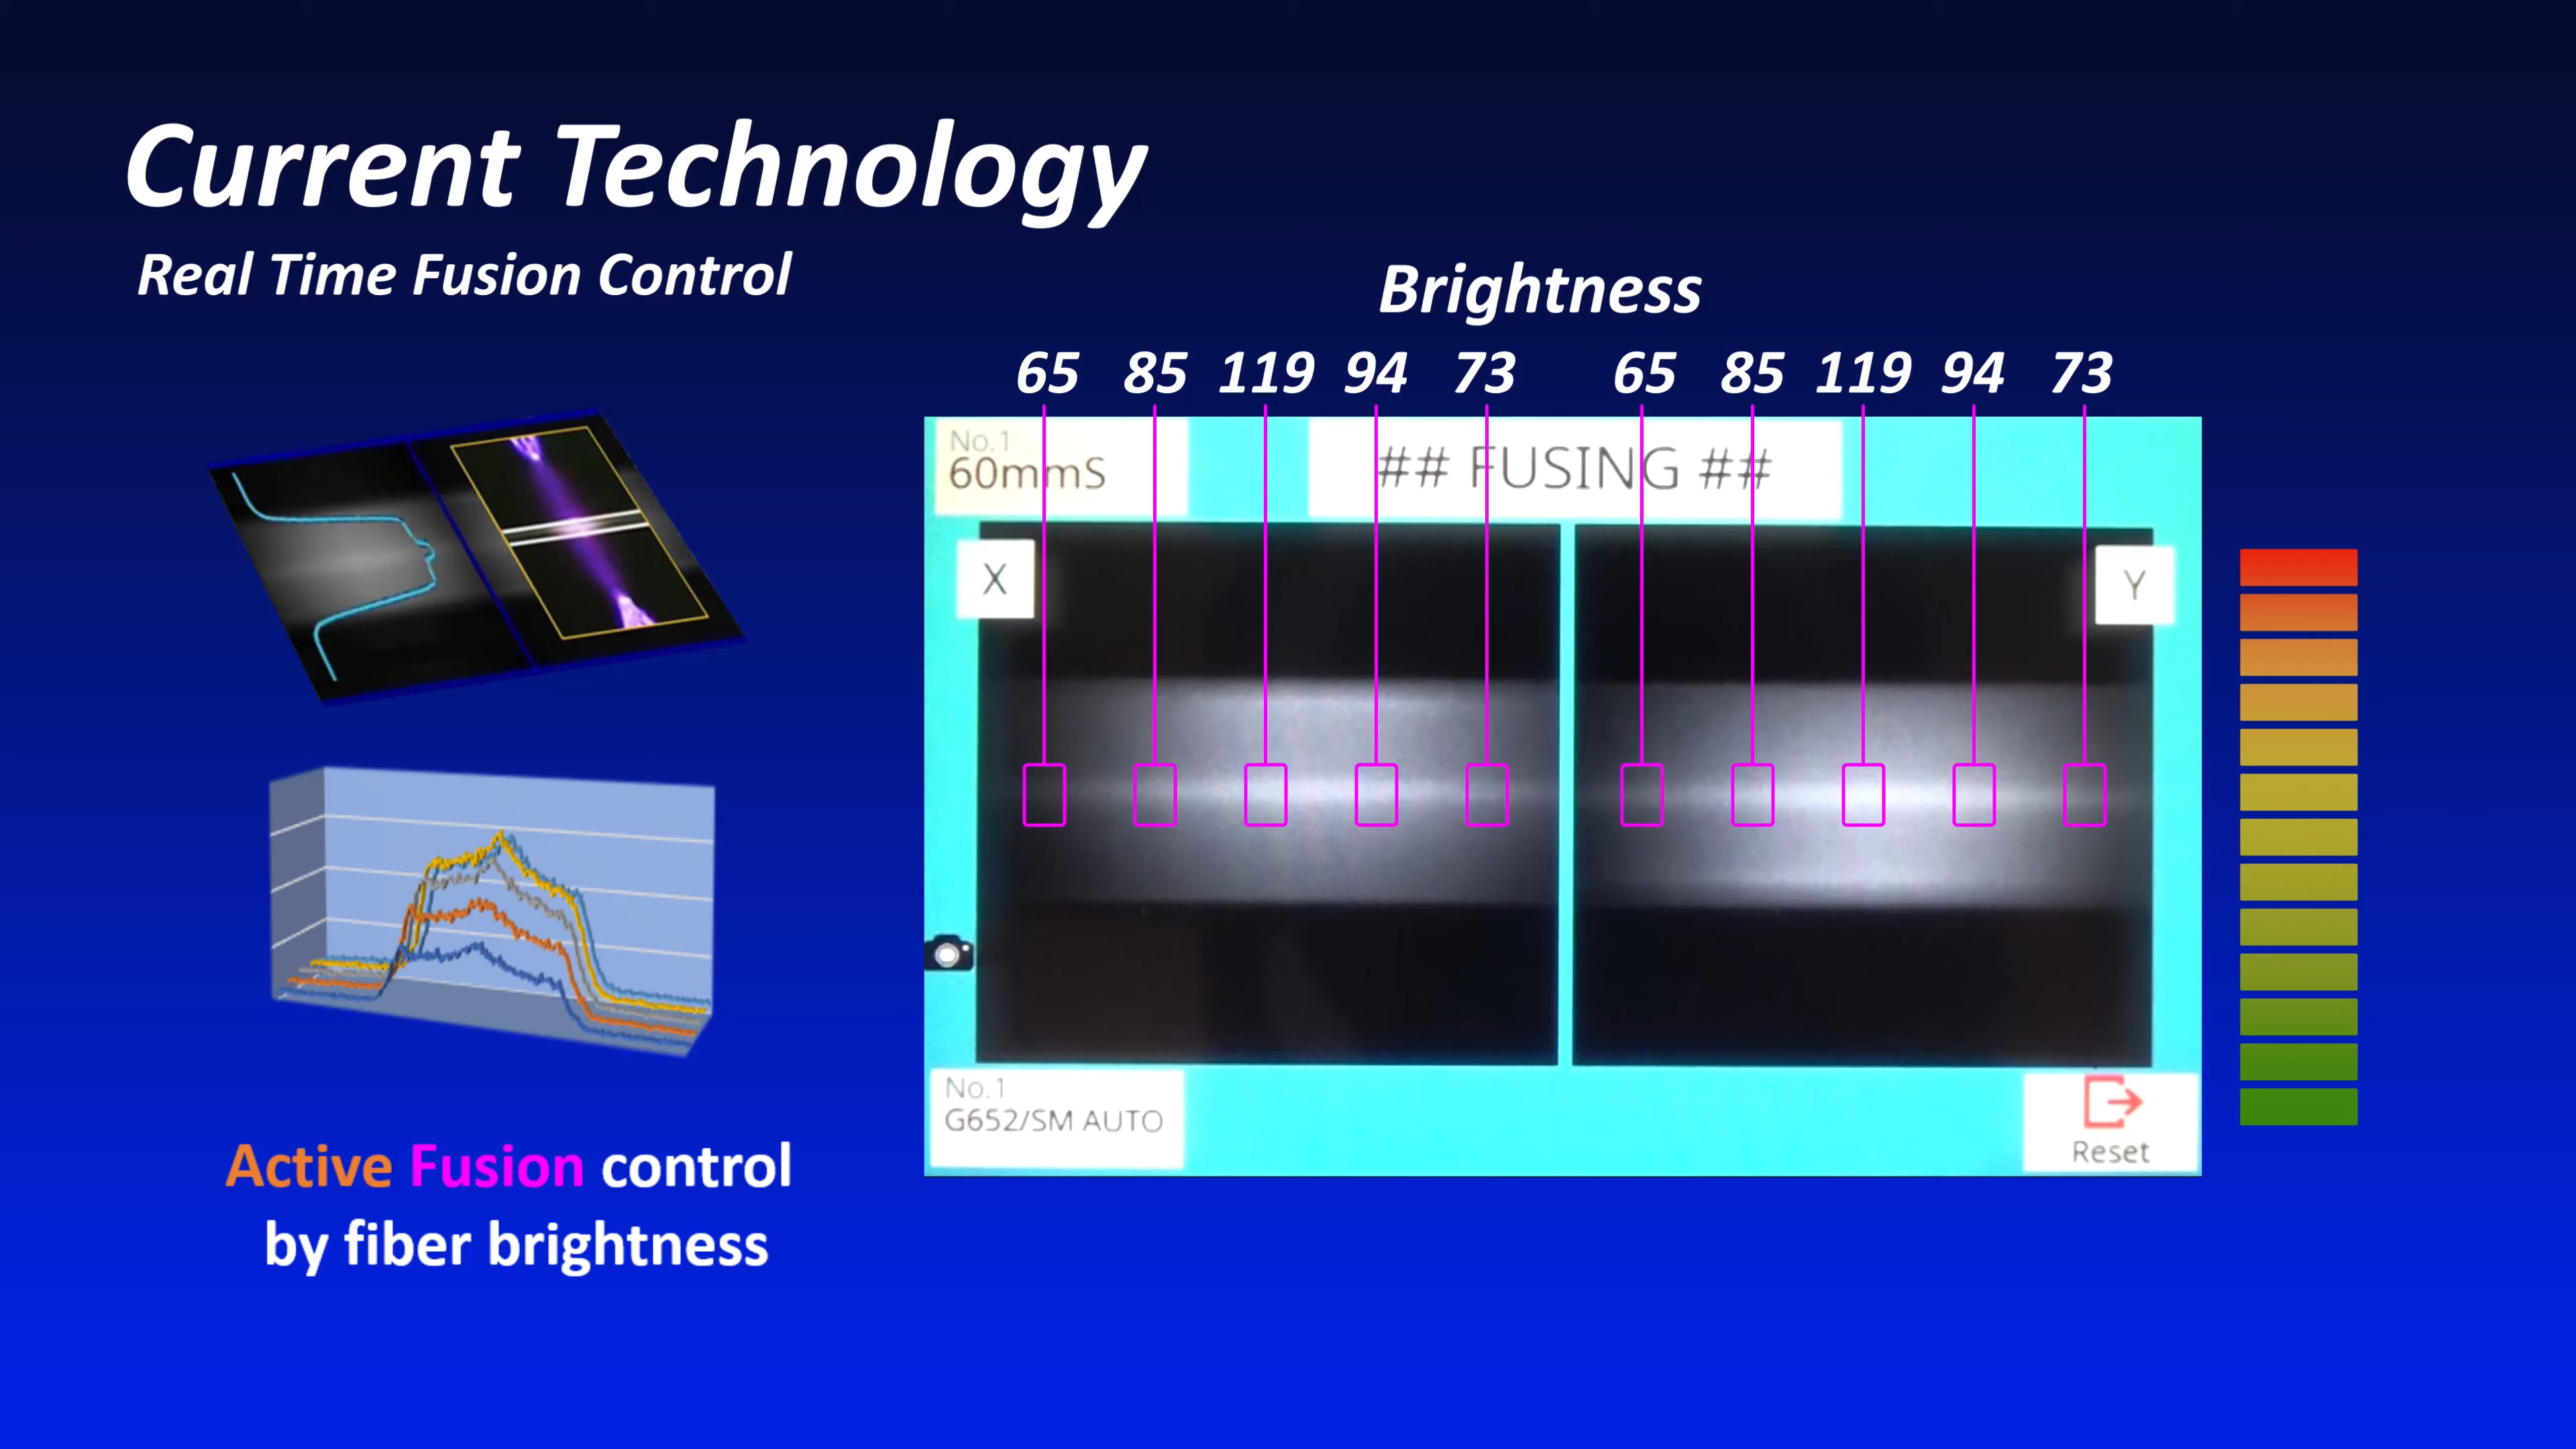 Current Technology
Real Time Fusion Control
Brightness
65 85 119 94 73 65 85 119 94 73
No.1
60mmS
## FUSING ##
X
Y
No.1
G652/SM AUTO
Reset
Active Fusion control
by fiber brightness